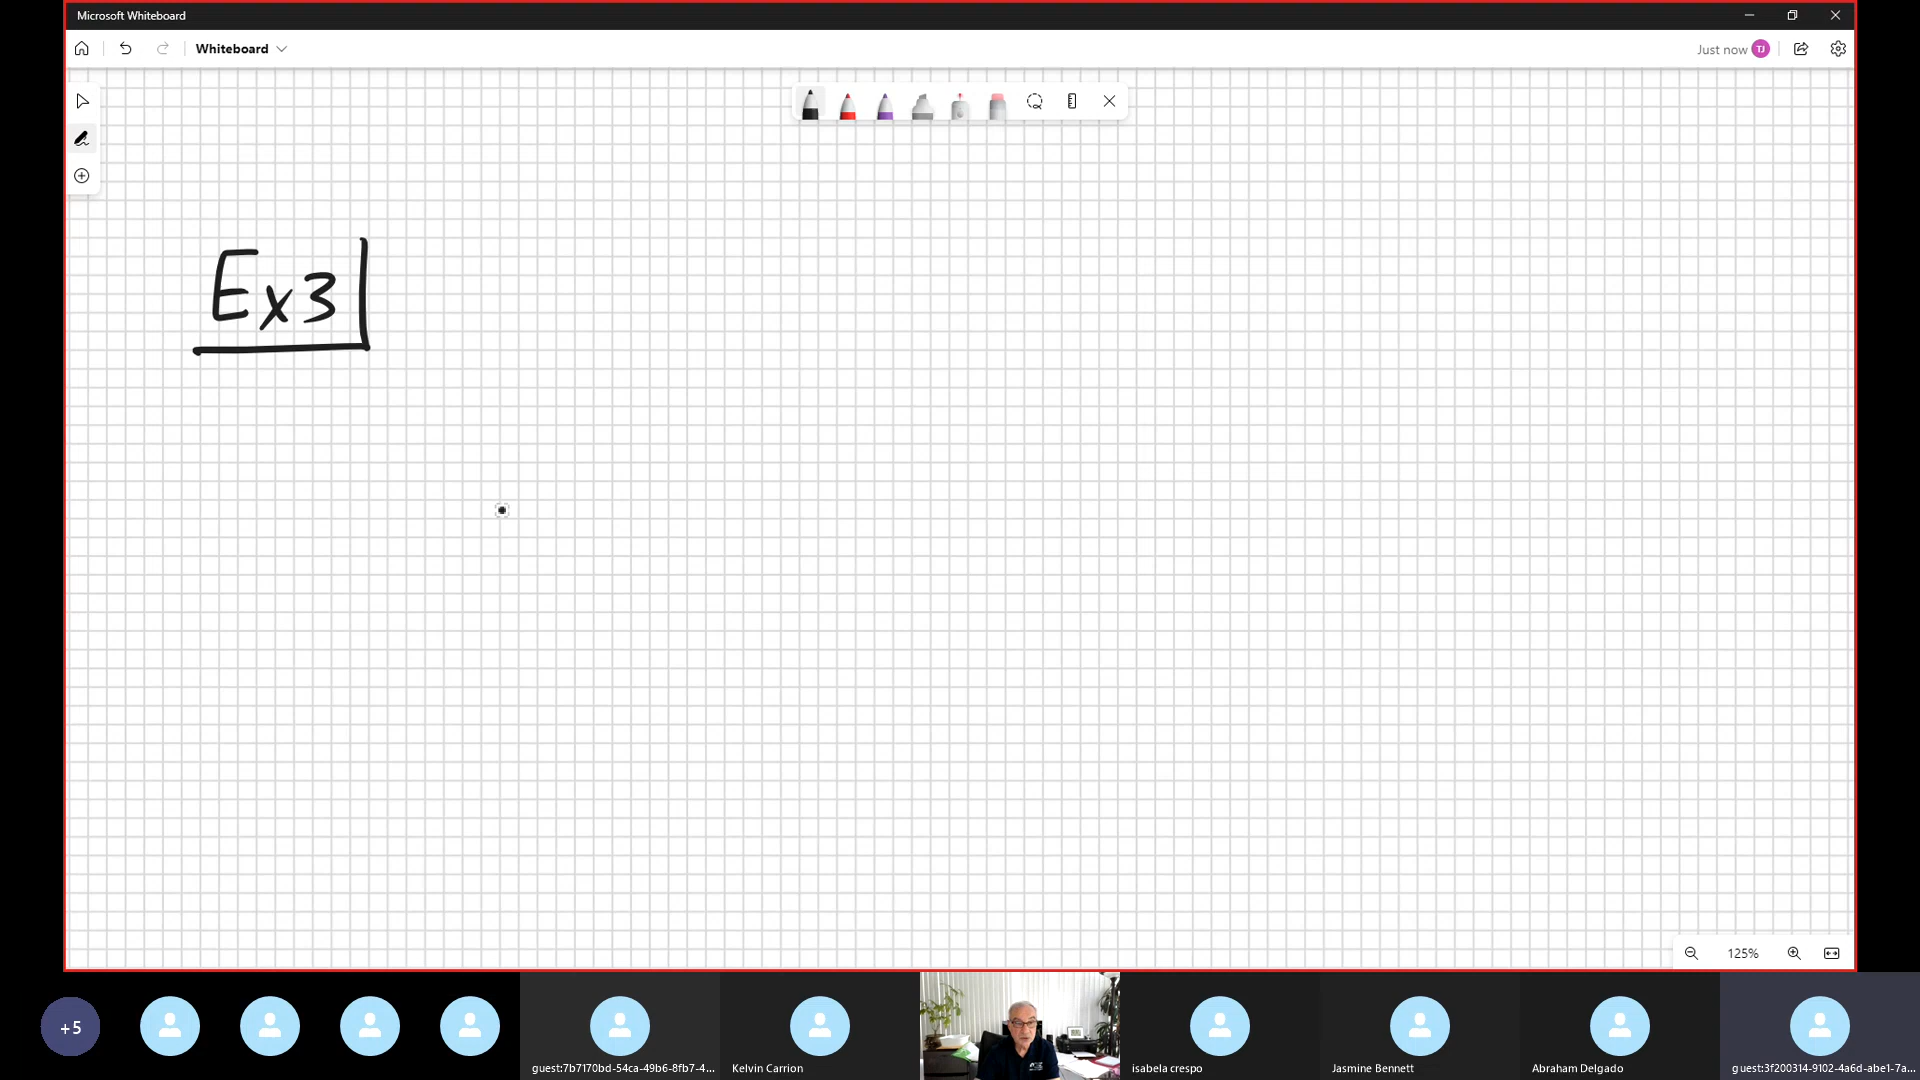 Microsoft Whiteboard
Whiteboard
Just now TJ
Ex3
125%
+5
guest:7b7170bd-54ca-49b6-8fb7-4...
Kelvin Carrion
isabela crespo
Jasmine Bennett
Abraham Delgado
guest:3f200314-9102-4a6d-abe1-7a...